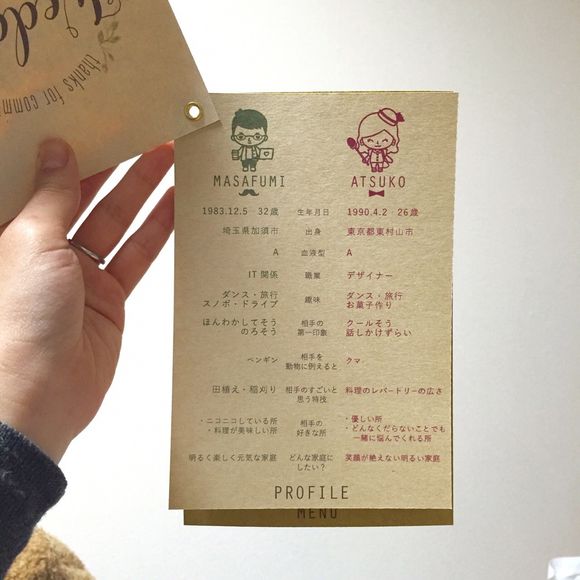 Wedd
thanks for commi
MASAFUMI ATSUKO
1983.12.5・32歳 生年月日 1990.4.2・26歳
埼玉県加須市 出身 東京都東村山市
A 血液型 A
IT関係 職業 デザイナー
ダンス・旅行
スノボ・ドライブ 趣味 ダンス・旅行
お菓子作り
ほんわかしてそう
のろそう 相手の
第一印象 クールそう
話しかけずらい
ペンギン 相手を
動物に例えると クマ
田植え・稲刈り 相手のすごいと
思う特技 料理のレパードリーの広さ
・ニコニコしている所
・料理が美味しい所 相手の
好きな所 ・優しい所
・どんなくだらないことでも
一緒に悩んでくれる所
明るく楽しく元気な家庭 どんな家庭に
したい？ 笑顔が絶えない明るい家庭
PROFILE
MENU